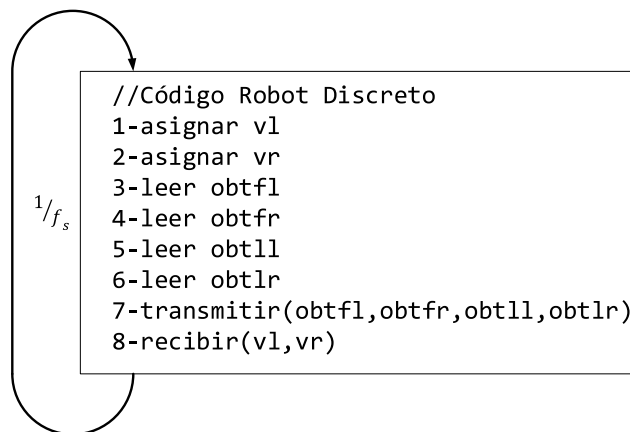 //Código Robot Discreto
1-asignar vl
2-asignar vr
3-leer obtfl
4-leer obtfr
5-leer obtll
6-leer obtlr
7-transmitir(obtfl,obtfr,obtll,obtlr)
8-recibir(vl,vr)
1/fs